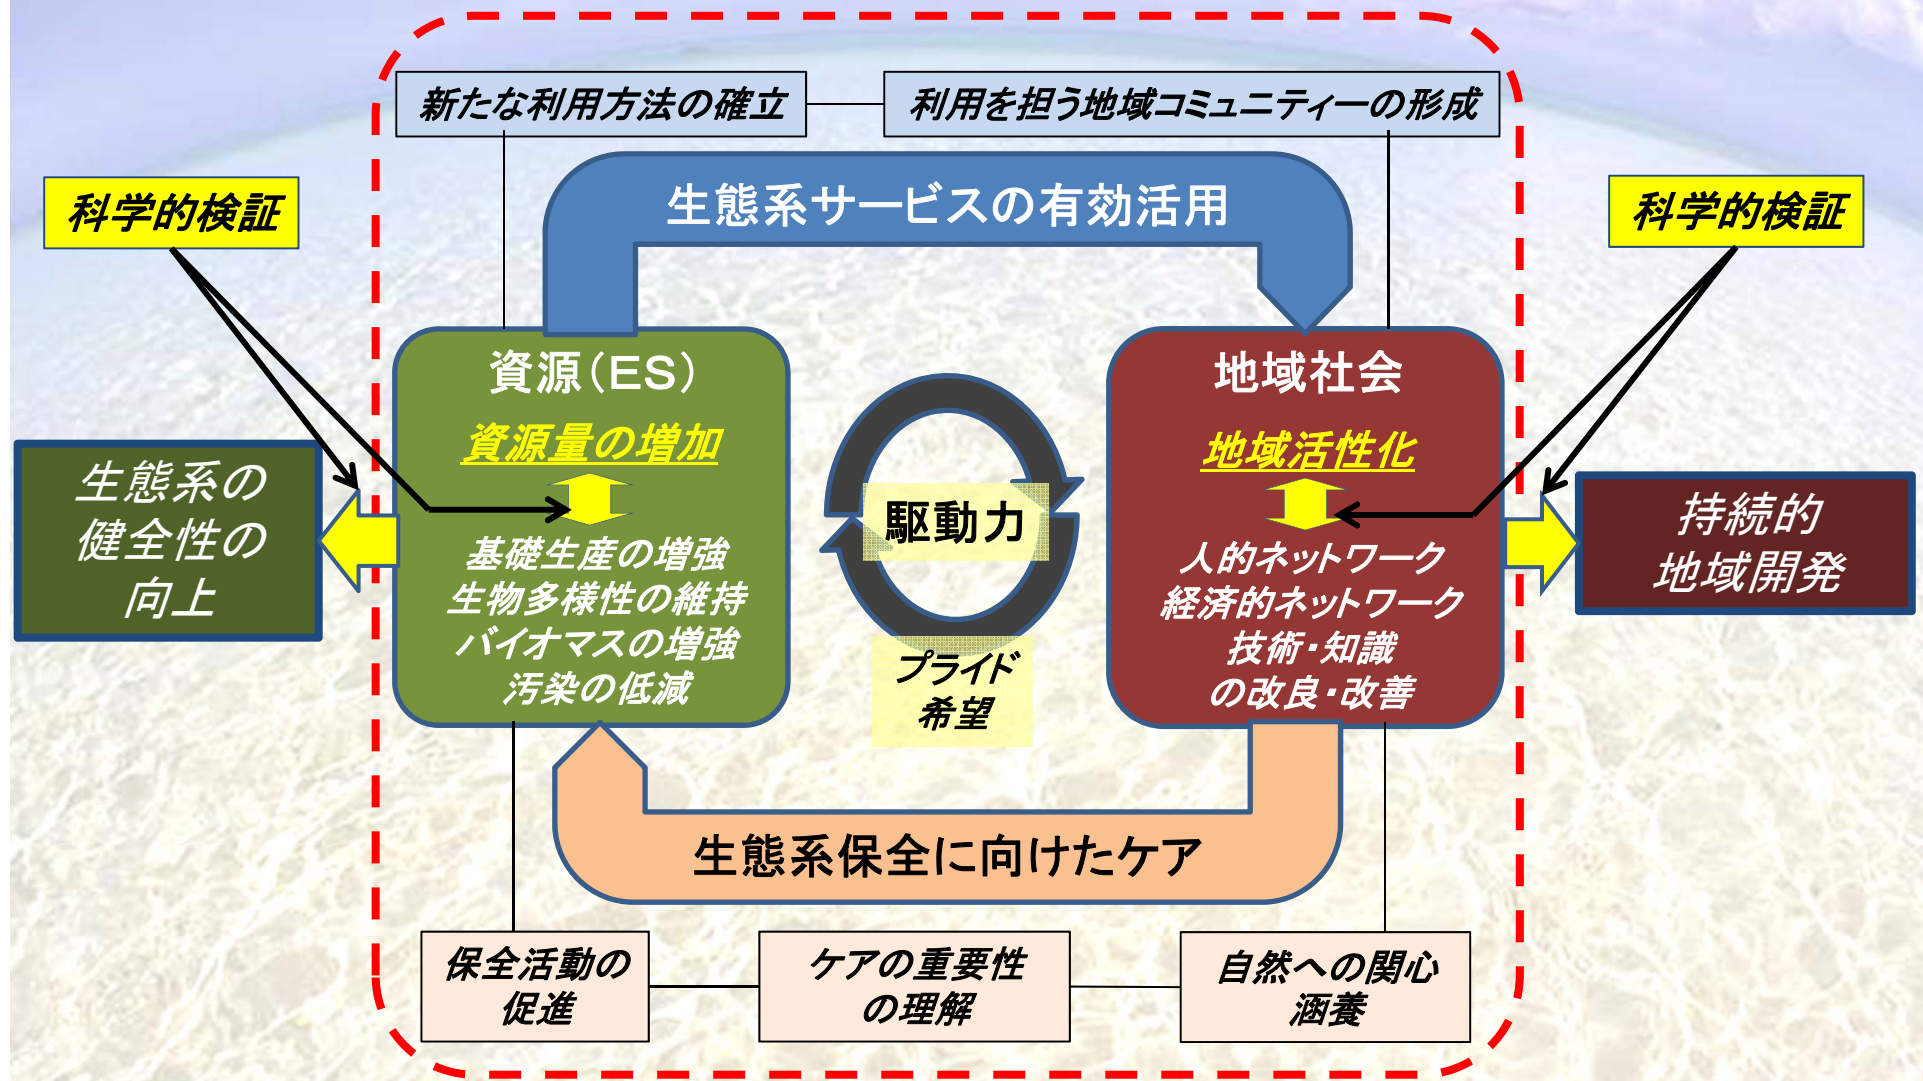 新たな利用方法の確立
利用を担う地域コミュニティーの形成
科学的検証
生態系サービスの有効活用
科学的検証
資源（ES）
資源量の増加
基礎生産の増強
生物多様性の維持
バイオマスの増強
汚染の低減
地域社会
地域活性化
人的ネットワーク
経済的ネットワーク
技術・知識
の改良・改善
生態系の
健全性の
向上
駆動力
プライド
希望
持続的
地域開発
生態系保全に向けたケア
保全活動の
促進
ケアの重要性
の理解
自然への関心
涵養